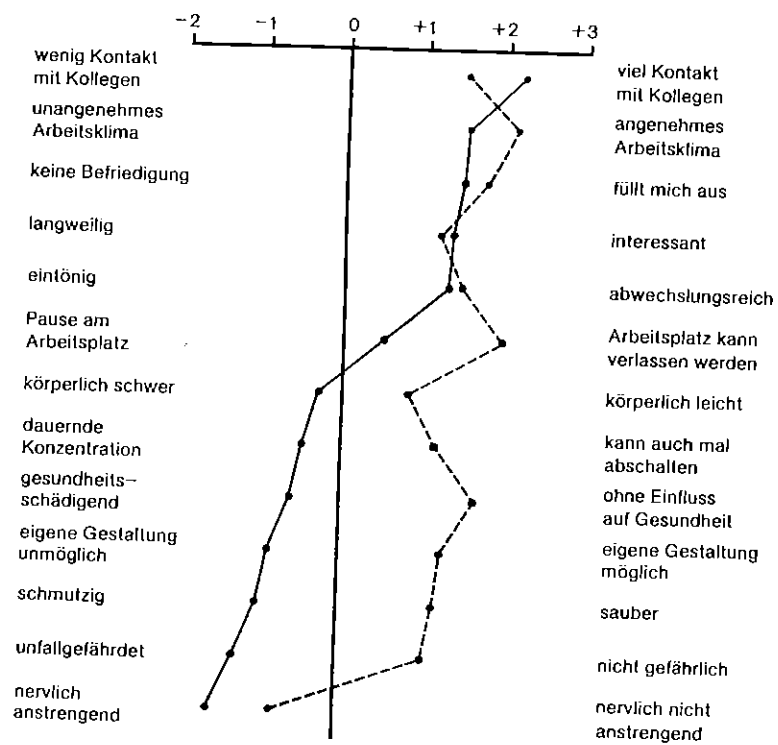 -2 -1 0 +1 +2 +3
wenig Kontakt
mit Kollegen
viel Kontakt
mit Kollegen
unangenehmes
Arbeitsklima
angenehmes
Arbeitsklima
keine Befriedigung
füllt mich aus
langweilig
interessant
eintönig
abwechslungsreich
Pause am
Arbeitsplatz
Arbeitsplatz kann
verlassen werden
körperlich schwer
körperlich leicht
dauernde
Konzentration
kann auch mal
abschalten
gesundheits-
schädigend
ohne Einfluss
auf Gesundheit
eigene Gestaltung
unmöglich
eigene Gestaltung
möglich
schmutzig
sauber
unfallgefährdet
nicht gefährlich
nervlich
anstrengend
nervlich nicht
anstrengend